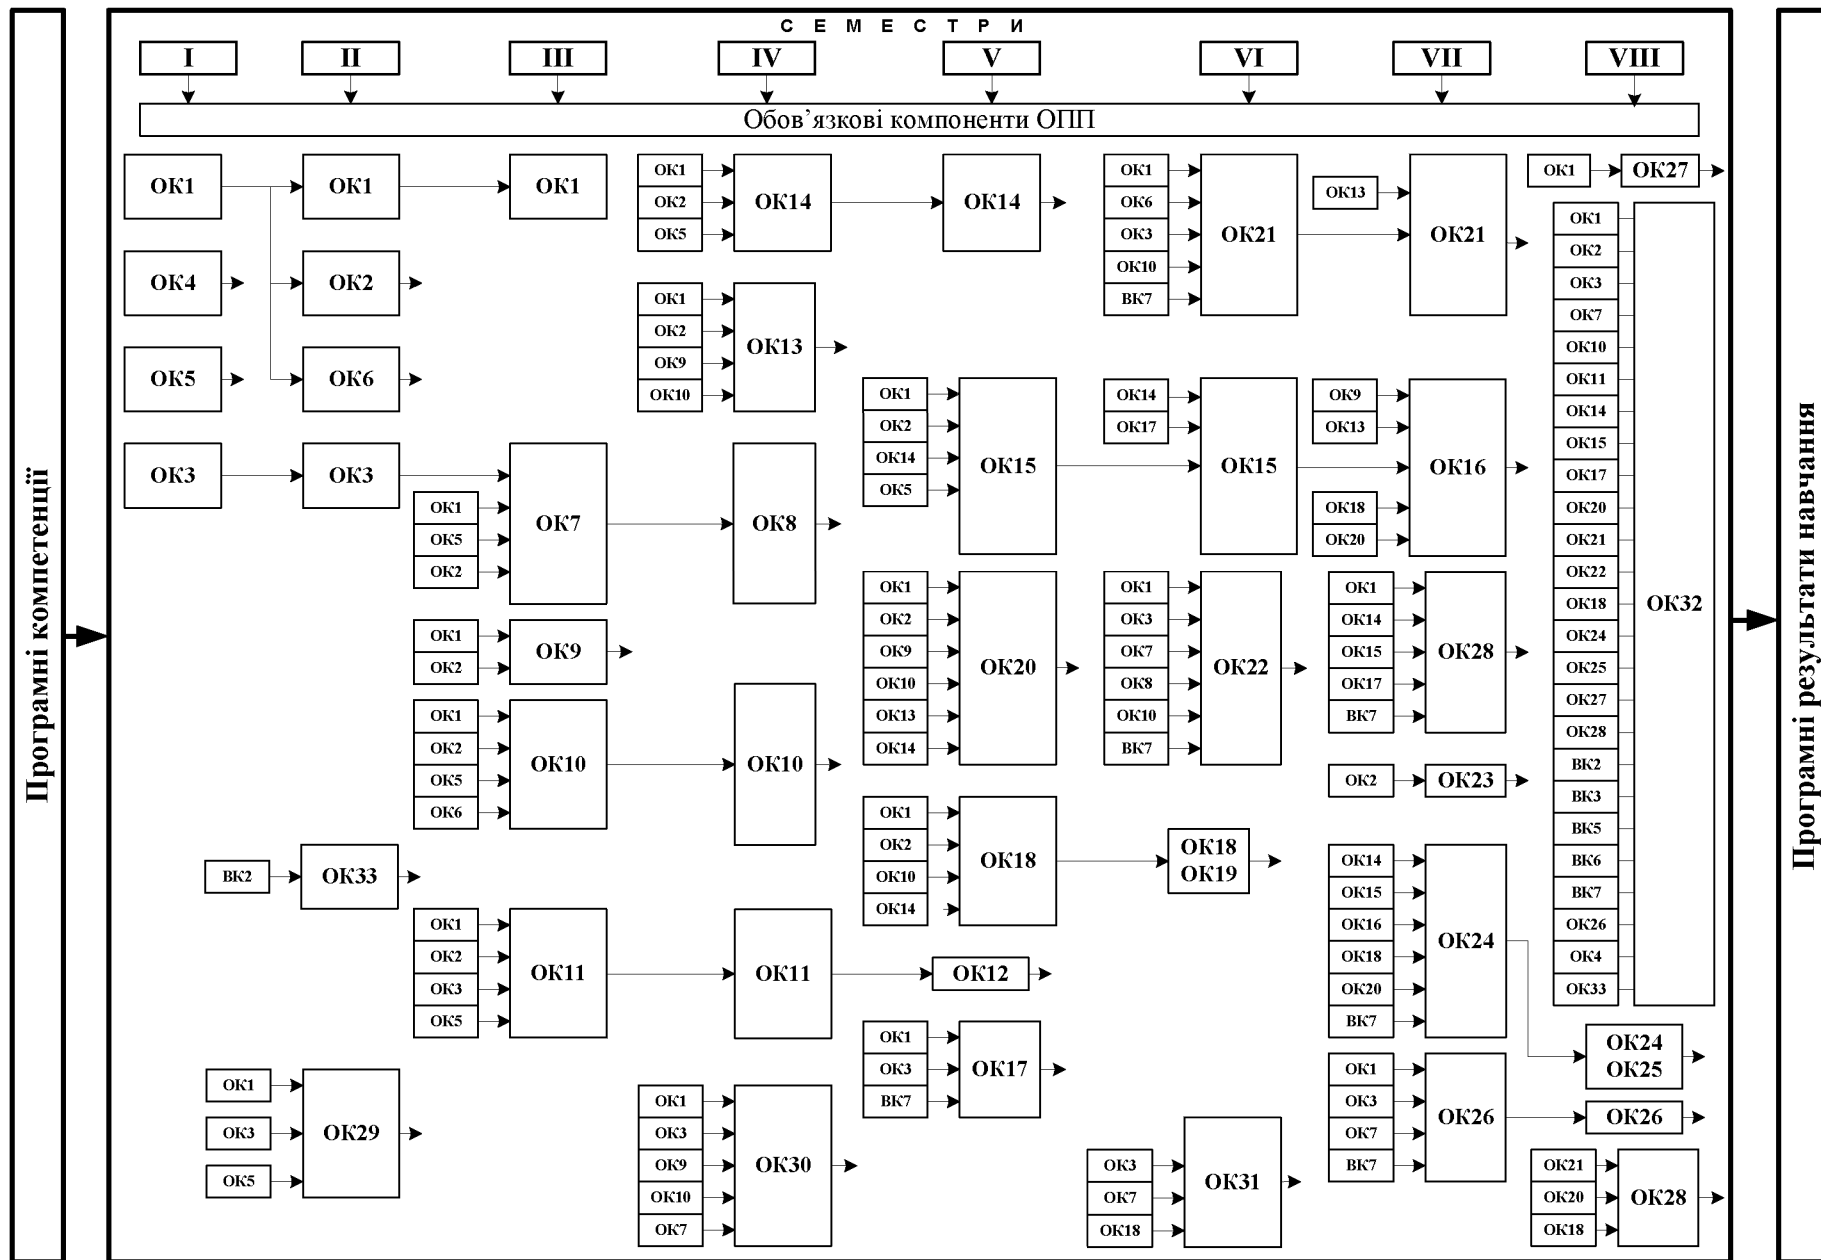 СЕМЕСТРИ
I
II
III
IV
V
VI
VII
VIII
Обов’язкові компоненти ОПП
Програмні компетенції
ОК1
ОК4
ОК5
ОК3
ОК1
ОК2
ОК6
ОК3
ВК2
ОК33
ОК1
ОК3
ОК5
ОК29
ОК1
ОК1
ОК5
ОК2
ОК7
ОК1
ОК2
ОК9
ОК1
ОК2
ОК5
ОК6
ОК10
ОК1
ОК2
ОК3
ОК5
ОК11
ОК1
ОК2
ОК5
ОК14
ОК1
ОК2
ОК9
ОК10
ОК13
ОК8
ОК10
ОК11
ОК1
ОК3
ОК9
ОК10
ОК7
ОК30
ОК14
ОК1
ОК2
ОК14
ОК5
ОК15
ОК1
ОК2
ОК9
ОК10
ОК13
ОК14
ОК20
ОК1
ОК2
ОК10
ОК14
ОК18
ОК12
ОК1
ОК3
ВК7
ОК17
ОК1
ОК6
ОК3
ОК10
ВК7
ОК21
ОК14
ОК17
ОК15
ОК1
ОК3
ОК7
ОК8
ОК10
ВК7
ОК22
ОК18
ОК19
ОК3
ОК7
ОК18
ОК31
ОК13
ОК21
ОК9
ОК13
ОК18
ОК20
ОК16
ОК1
ОК14
ОК15
ОК17
ВК7
ОК28
ОК2
ОК23
ОК14
ОК15
ОК16
ОК18
ОК20
ВК7
ОК24
ОК1
ОК3
ОК7
ВК7
ОК26
ОК1
ОК27
ОК1
ОК2
ОК3
ОК7
ОК10
ОК11
ОК14
ОК15
ОК17
ОК20
ОК21
ОК22
ОК18
ОК24
ОК25
ОК27
ОК28
ВК2
ВК3
ВК5
ВК6
ВК7
ОК26
ОК4
ОК33
ОК32
ОК24
ОК25
ОК26
ОК21
ОК20
ОК18
ОК28
Програмні результати навчання